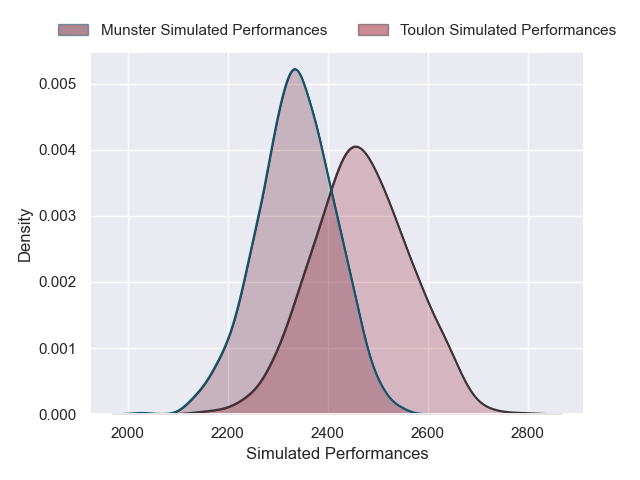 Munster Simulated Performances Toulon Simulated Performances
0.005
0.004
0.003
0.002
0.001
0.000
Density
2000 2200 2400 2600 2800
Simulated Performances